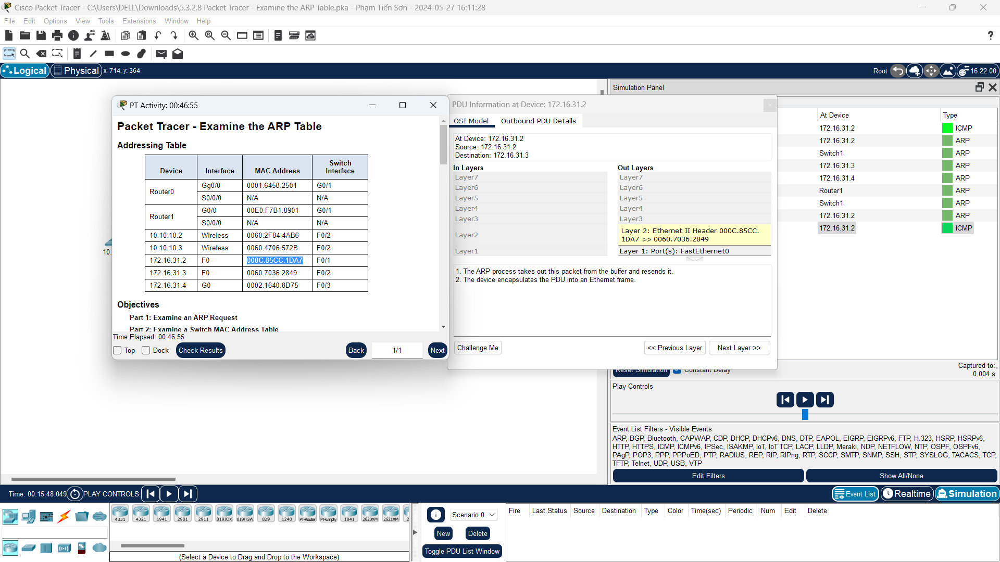 Cisco Packet Tracer - C:\Users\DELL\Downloads\5.3.2.8 Packet Tracer - Examine the ARP Table.pka - Phạm Tiến Sơn - 2024-05-27 16:11:28
File Edit Options View Tools Extensions Window Help
Logical Physical x: 714, y: 364 Root 16:22:00
Simulation Panel
At Device Type
172.16.31.2 ICMP
172.16.31.2 ARP
Switch1 ARP
172.16.31.3 ARP
172.16.31.4 ARP
Router1 ARP
Switch1 ARP
172.16.31.2 ARP
172.16.31.2 ICMP
10.
PT Activity: 00:46:55
Packet Tracer - Examine the ARP Table
Addressing Table
Device Interface MAC Address Switch Interface
Router0 Gg0/0 0001.6458.2501 G0/1
S0/0/0 N/A N/A
Router1 G0/0 00E0.F7B1.8901 G0/1
S0/0/0 N/A N/A
10.10.10.2 Wireless 0060.2F84.4AB6 F0/2
10.10.10.3 Wireless 0060.4706.572B F0/2
172.16.31.2 F0 000C.85CC.1DA7 F0/1
172.16.31.3 F0 0060.7036.2849 F0/2
172.16.31.4 G0 0002.1640.8D75 F0/3
Objectives
Part 1: Examine an ARP Request
Part 2: Examine a Switch MAC Address Table
Time Elapsed: 00:46:55
Top Dock Check Results Back 1/1 Next
PDU Information at Device: 172.16.31.2
OSI Model Outbound PDU Details
At Device: 172.16.31.2
Source: 172.16.31.2
Destination: 172.16.31.3
In Layers Out Layers
Layer7 Layer7
Layer6 Layer6
Layer5 Layer5
Layer4 Layer4
Layer3 Layer3
Layer2 Layer 2: Ethernet II Header 000C.85CC.
1DA7 >> 0060.7036.2849
Layer1 Layer 1: Port(s): FastEthernet0
1. The ARP process takes out this packet from the buffer and resends it.
2. The device encapsulates the PDU into an Ethernet frame.
Challenge Me << Previous Layer Next Layer >>
Reset Simulation Constant Delay
Captured to:
0.004 s
Play Controls
Event List Filters - Visible Events
ARP, BGP, Bluetooth, CAPWAP, CDP, DHCP, DHCPv6, DNS, DTP, EAPOL, EIGRP, EIGRPv6, FTP, H.323, HSRP, HSRPv6,
HTTP, HTTPS, ICMP, ICMPv6, IPSec, ISAKMP, IoT, IoT TCP, LACP, LLDP, Meraki, NDP, NETFLOW, NTP, OSPF, OSPFv6,
PAgP, POP3, PPP, PPPoED, PTP, RADIUS, REP, RIP, RIPng, RTP, SCCP, SMTP, SNMP, SSH, STP, SYSLOG, TACACS, TCP,
TFTP, Telnet, UDP, USB, VTP
Edit Filters Show All/None
Time: 00:15:48.049 PLAY CONTROLS: Event List Realtime Simulation
4331 4321 1941 2901 2911 819IOX 819HGW 829 1240 PT-Router PT-Empty 1841 2620XM 2621XM 2
(Select a Device to Drag and Drop to the Workspace)
Scenario 0
New Delete
Toggle PDU List Window
Fire Last Status Source Destination Type Color Time(sec) Periodic Num Edit Delete